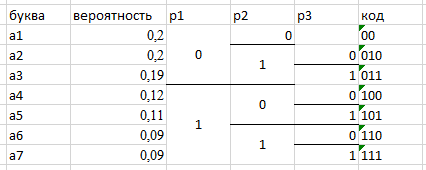 буква вероятность p1 p2 p3 код
a1 0,2 0 0 00
a2 0,2 1 0 010
a3 0,19 1 011
a4 0,12 1 0 0 100
a5 0,11 1 101
a6 0,09 1 0 110
a7 0,09 1 111